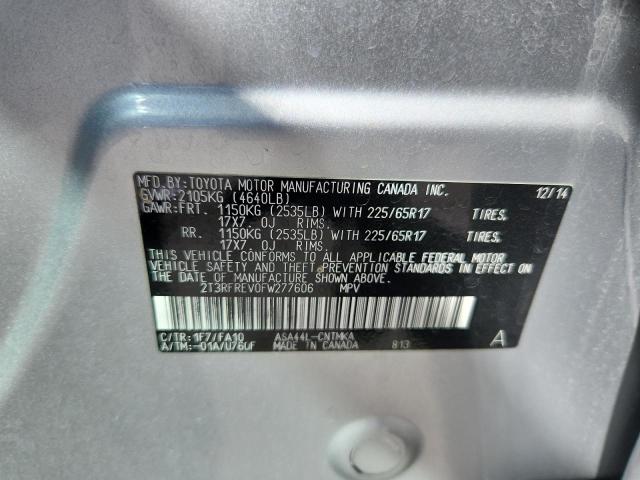 MFD.BY:TOYOTA MOTOR MANUFACTURING CANADA INC. 12/14
GVWR:2105KG (4640LB)
GAWR:FRT. 1150KG (2535LB) WITH 225/65R17 TIRES.
17X7.0J RIMS.
RR. 1150KG (2535LB) WITH 225/65R17 TIRES.
17X7.0J RIMS.
THIS VEHICLE CONFORMS TO ALL APPLICABLE FEDERAL MOTOR
VEHICLE SAFETY AND THEFT PREVENTION STANDARDS IN EFFECT
ON THE DATE OF MANUFACTURE SHOWN ABOVE.
2T3RFREV0FW277606 MPV
C/TR:1F7/FA10 ASA44L-CNTMKA
A/TM:-01A/U760F MADE IN CANADA 813 A